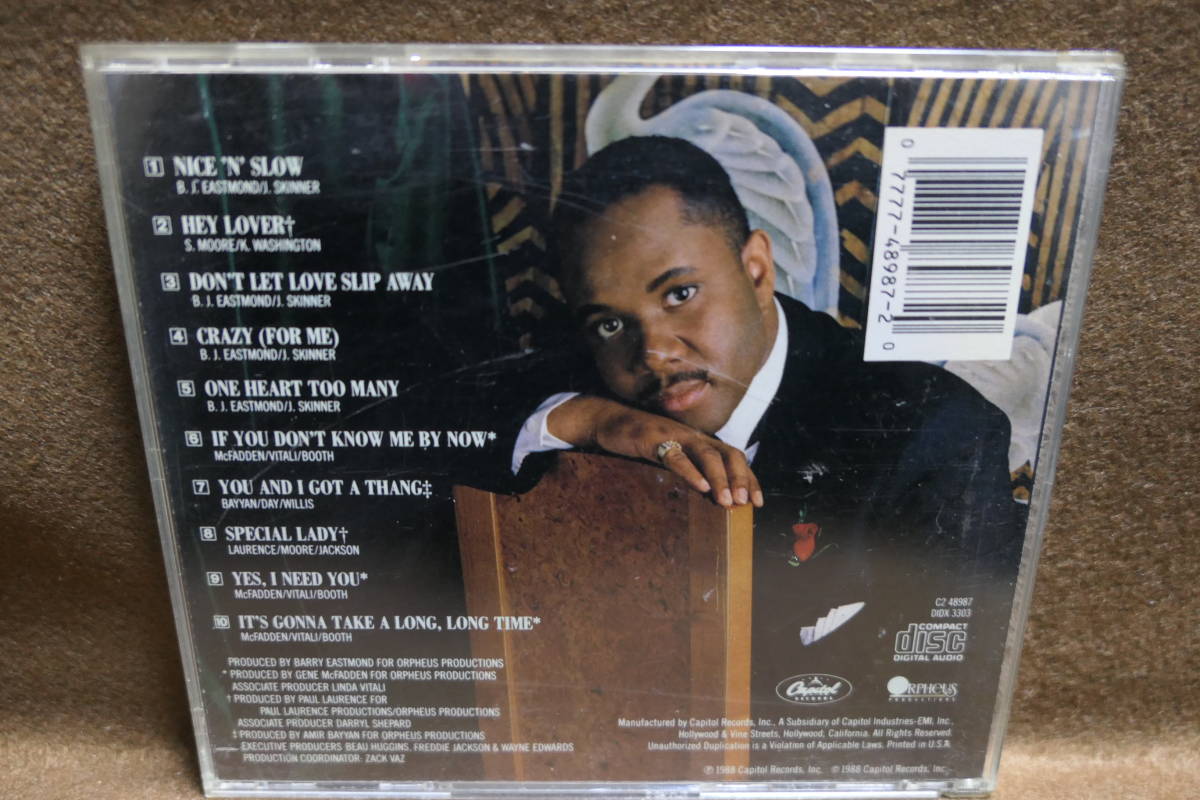 1 NICE 'N' SLOW
B. J. EASTMOND/J. SKINNER
2 HEY LOVER†
S. MOORE/K. WASHINGTON
3 DON'T LET LOVE SLIP AWAY
B. J. EASTMOND/J. SKINNER
4 CRAZY (FOR ME)
B. J. EASTMOND/J. SKINNER
5 ONE HEART TOO MANY
B. J. EASTMOND/J. SKINNER
6 IF YOU DON'T KNOW ME BY NOW*
McFADDEN/VITALI/BOOTH
7 YOU AND I GOT A THANG‡
BAYYAN/DAY/WILLIS
8 SPECIAL LADY†
LAURENCE/MOORE/JACKSON
9 YES, I NEED YOU*
McFADDEN/VITALI/BOOTH
10 IT'S GONNA TAKE A LONG, LONG TIME*
McFADDEN/VITALI/BOOTH
PRODUCED BY BARRY EASTMOND FOR ORPHEUS PRODUCTIONS
* PRODUCED BY GENE McFADDEN FOR ORPHEUS PRODUCTIONS
ASSOCIATE PRODUCER LINDA VITALI
† PRODUCED BY PAUL LAURENCE FOR
PAUL LAURENCE PRODUCTIONS/ORPHEUS PRODUCTIONS
ASSOCIATE PRODUCER DARRYL SHEPARD
‡ PRODUCED BY AMIR BAYYAN FOR ORPHEUS PRODUCTIONS
EXECUTIVE PRODUCERS BEAU HUGGINS, FREDDIE JACKSON & WAYNE EDWARDS
PRODUCTION COORDINATOR: ZACK VAZ
0 77774-48987-2 0
C2 48987
DIDX 3303
COMPACT
disc
DIGITAL AUDIO
Capitol
RECORDS
ORPHEUS
PRODUCTIONS
Manufactured by Capitol Records, Inc., A Subsidiary of Capitol Industries-EMI, Inc.,
Hollywood & Vine Streets, Hollywood, California. All Rights Reserved.
Unauthorized Duplication is a Violation of Applicable Laws. Printed in U.S.A.
℗ 1988 Capitol Records, Inc. © 1988 Capitol Records, Inc.